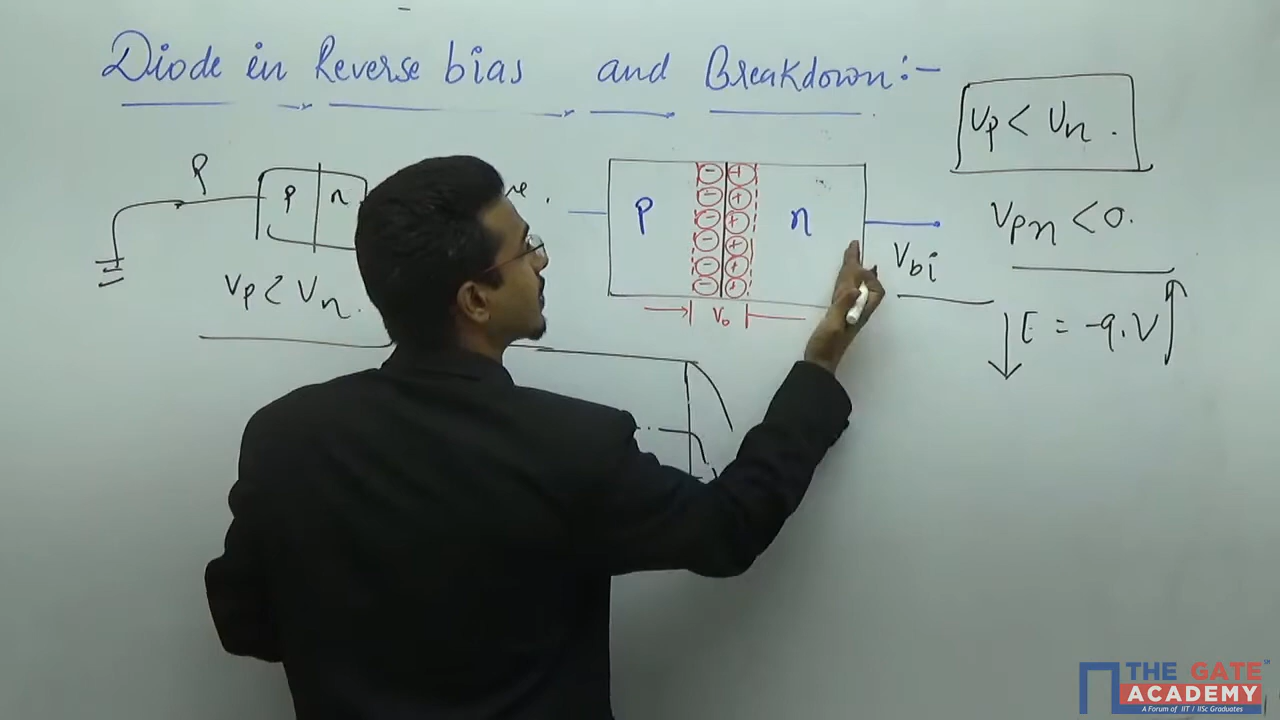 Diode in Reverse bias and Breakdown:-
Vp < Vn.
P
p n
p
n
Vpn < 0.
Vbi
Vp < Vn.
Vb
E = -q.V
THE GATE
ACADEMY
A Forum of IIT / IISc Graduates